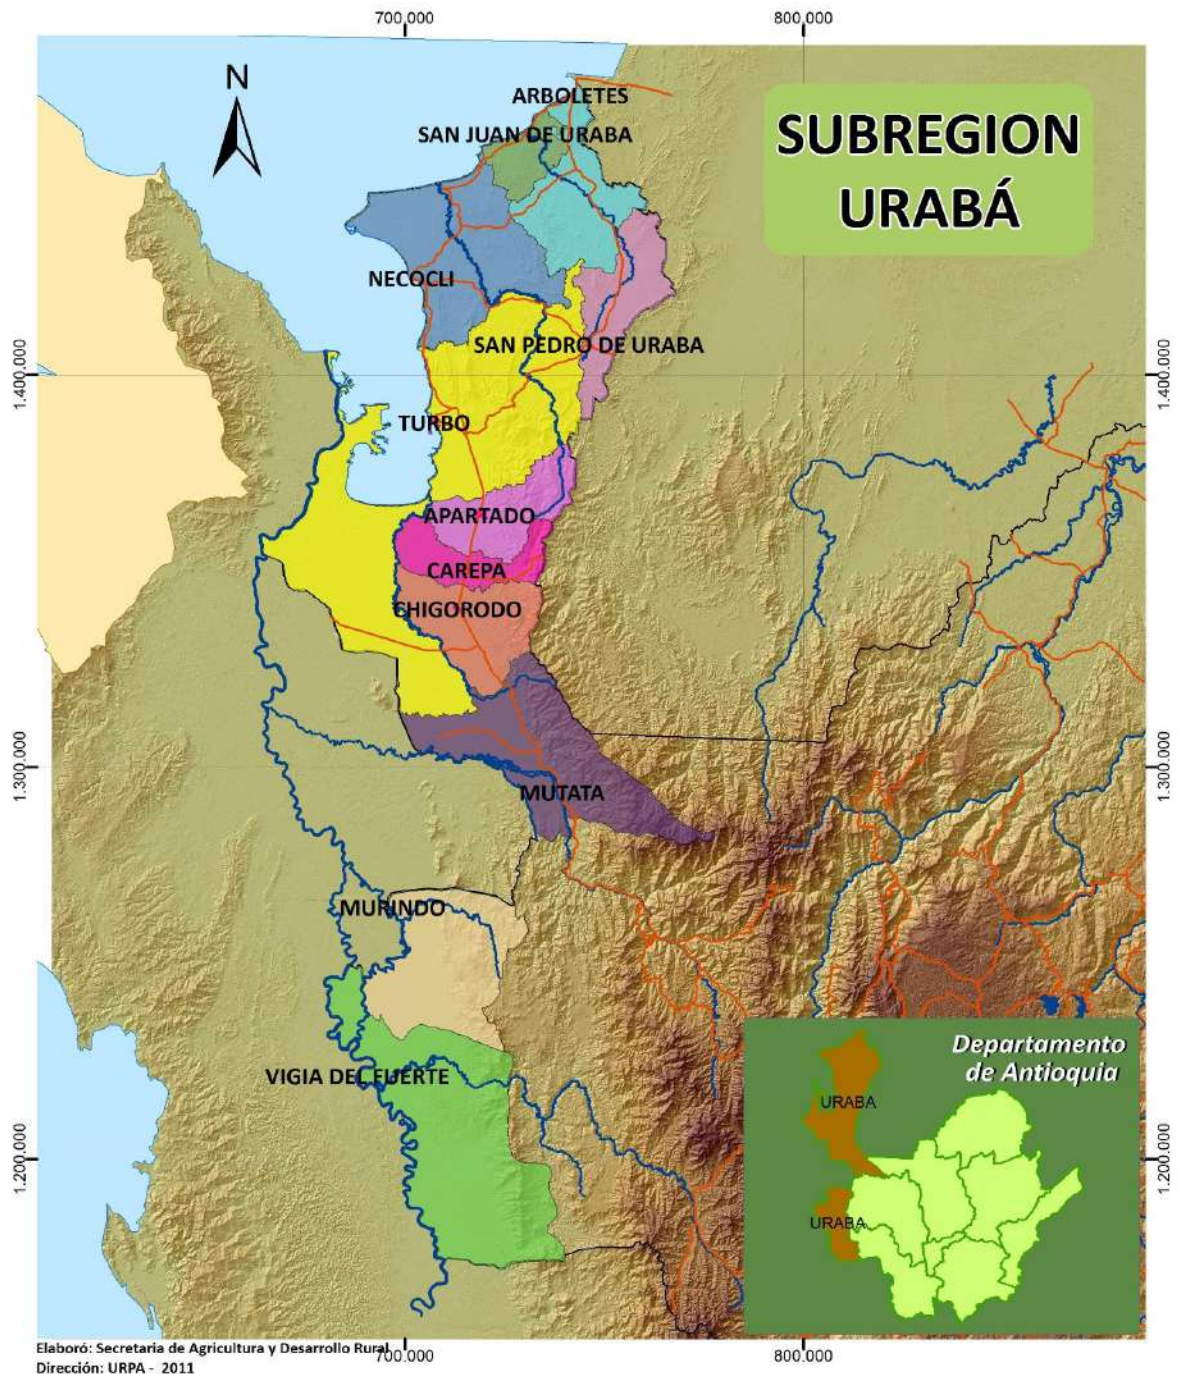 700.000
800.000
N
ARBOLETES
SAN JUAN DE URABA
SUBREGION
URABÁ
NECOCLI
SAN PEDRO DE URABA
1.400.000
1.400.000
TURBO
APARTADO
CAREPA
CHIGORODO
1.300.000
1.300.000
MUTATA
MURINDO
VIGIA DEL FUERTE
Departamento
de Antioquia
URABA
URABA
1.200.000
1.200.000
Elaboró: Secretaria de Agricultura y Desarrollo Rural
Dirección: URPA - 2011
700.000
800.000